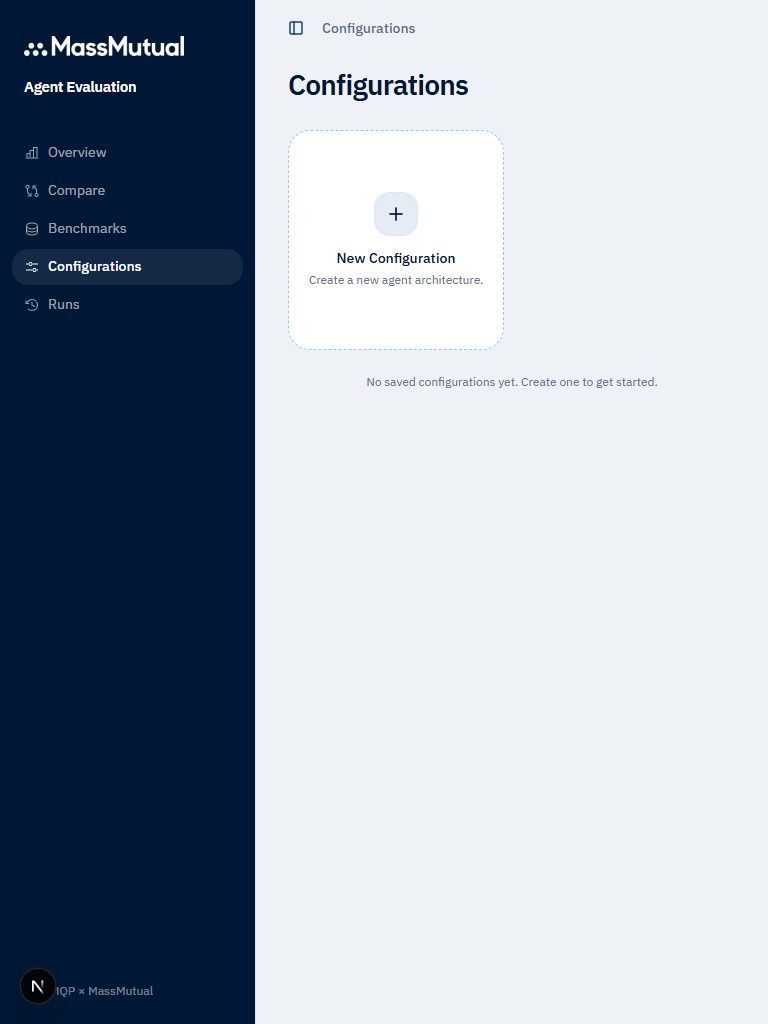 MassMutual
Agent Evaluation
Overview
Compare
Benchmarks
Configurations
Runs
N
IQP × MassMutual
Configurations
Configurations
New Configuration
Create a new agent architecture.
No saved configurations yet. Create one to get started.